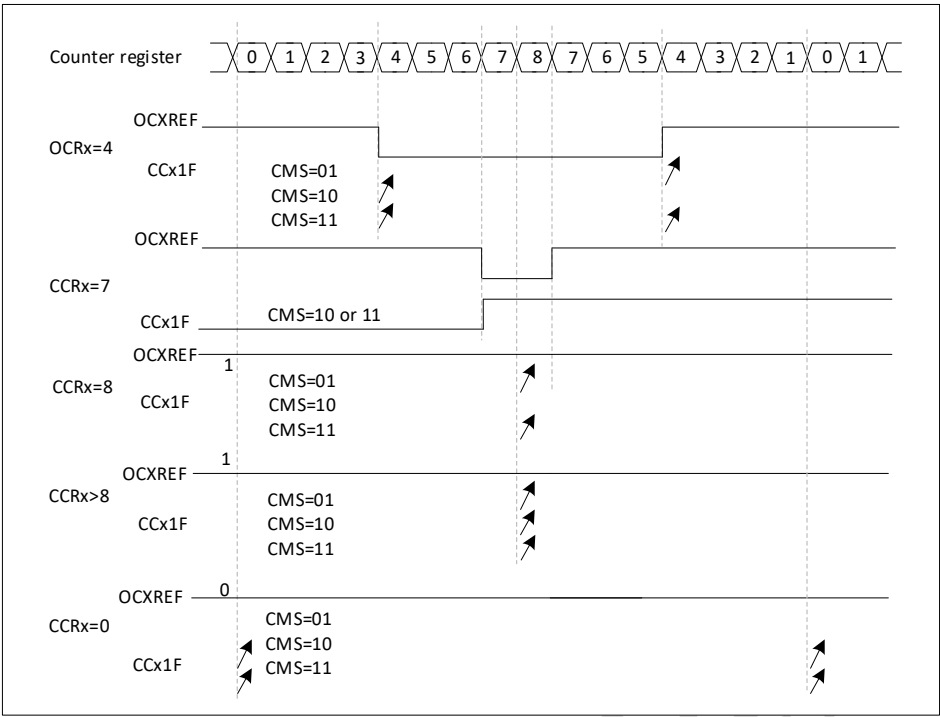 Counter register 0 1 2 3 4 5 6 7 8 7 6 5 4 3 2 1 0 1
OCXREF
OCRx=4
CCx1F CMS=01
CMS=10
CMS=11
OCXREF
CCRx=7
CCx1F CMS=10 or 11
OCXREF 1
CCRx=8 CMS=01
CCx1F CMS=10
CMS=11
OCXREF 1
CCRx>8 CMS=01
CCx1F CMS=10
CMS=11
OCXREF 0
CCRx=0 CMS=01
CMS=10
CCx1F CMS=11